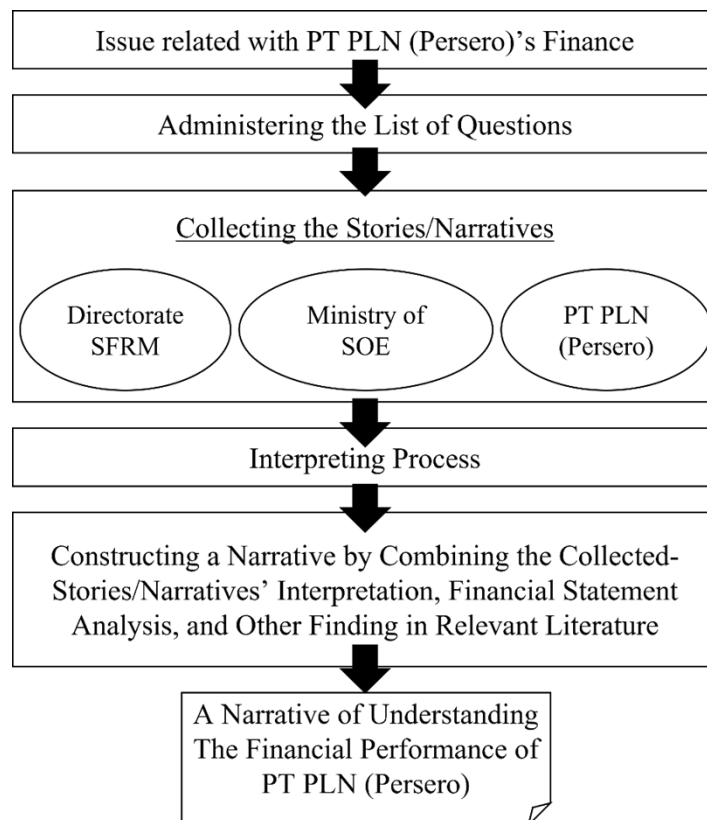 Issue related with PT PLN (Persero)’s Finance
Administering the List of Questions
Collecting the Stories/Narratives
Directorate
SFRM
Ministry of
SOE
PT PLN
(Persero)
Interpreting Process
Constructing a Narrative by Combining the Collected-
Stories/Narratives’ Interpretation, Financial Statement
Analysis, and Other Finding in Relevant Literature
A Narrative of Understanding
The Financial Performance of
PT PLN (Persero)